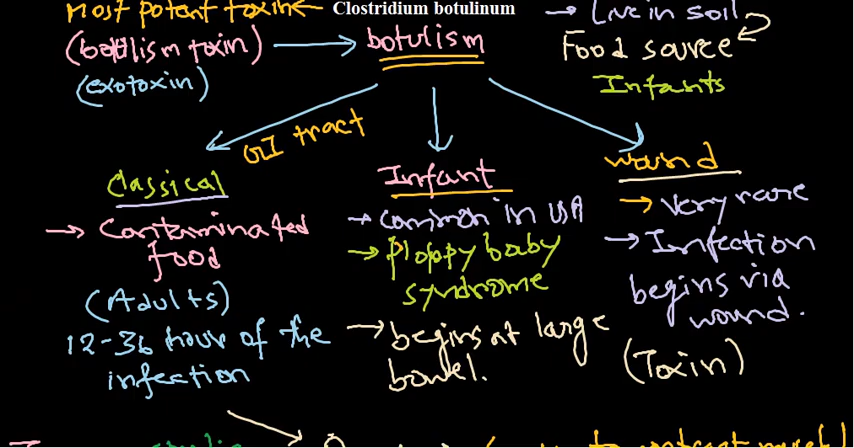 most potent toxin Clostridium botulinum → Live in soil
(botulism toxin) → botulism Food source
(exotoxin) Infants
GI tract
Classical Infant wound
→ Contaminated food
(Adults)
12-36 hour of the
infection
→ common in USA
→ floppy baby
syndrome
→ begins at large
bowel.
→ Very rare
→ Infection
begins via
wound.
(Toxin)